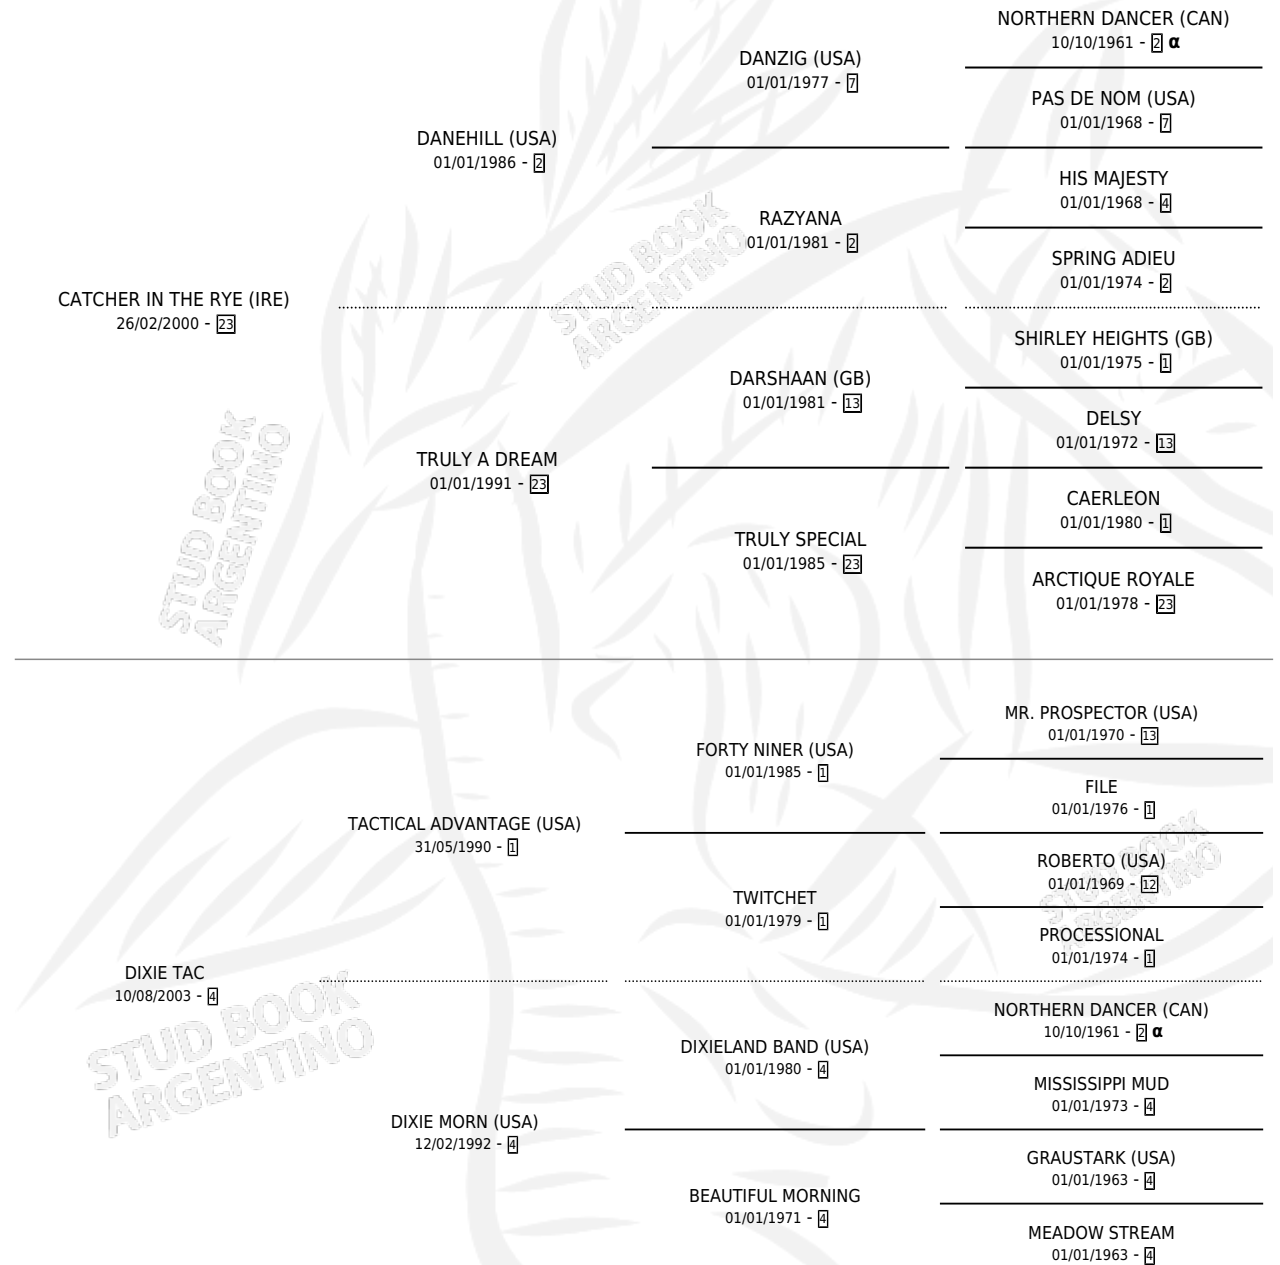 NORTHERN DANCER (CAN)
10/10/1961 - 2 α
DANZIG (USA)
01/01/1977 - 7
PAS DE NOM (USA)
01/01/1968 - 7
DANEHILL (USA)
01/01/1986 - 2
HIS MAJESTY
01/01/1968 - 4
RAZYANA
01/01/1981 - 2
SPRING ADIEU
01/01/1974 - 2
CATCHER IN THE RYE (IRE)
26/02/2000 - 23
SHIRLEY HEIGHTS (GB)
01/01/1975 - 1
DARSHAAN (GB)
01/01/1981 - 13
DELSY
01/01/1972 - 13
TRULY A DREAM
01/01/1991 - 23
CAERLEON
01/01/1980 - 1
TRULY SPECIAL
01/01/1985 - 23
ARCTIQUE ROYALE
01/01/1978 - 23
MR. PROSPECTOR (USA)
01/01/1970 - 13
FORTY NINER (USA)
01/01/1985 - 1
FILE
01/01/1976 - 1
TACTICAL ADVANTAGE (USA)
31/05/1990 - 1
ROBERTO (USA)
01/01/1969 - 12
TWITCHET
01/01/1979 - 1
PROCESSIONAL
01/01/1974 - 1
DIXIE TAC
10/08/2003 - 4
NORTHERN DANCER (CAN)
10/10/1961 - 2 α
DIXIELAND BAND (USA)
01/01/1980 - 4
MISSISSIPPI MUD
01/01/1973 - 4
DIXIE MORN (USA)
12/02/1992 - 4
GRAUSTARK (USA)
01/01/1963 - 4
BEAUTIFUL MORNING
01/01/1971 - 4
MEADOW STREAM
01/01/1963 - 4
STUD BOOK
ARGENTINO
STUD BOOK
ARGENTINO
STUD BOOK
ARGENTINO
STUD BOOK
ARGENTINO